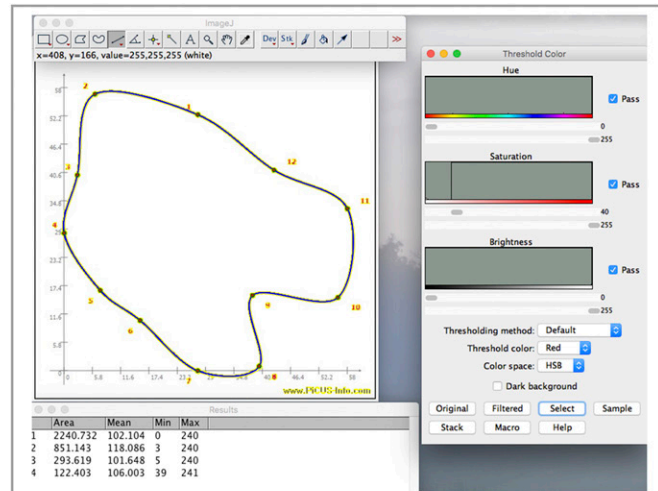 ImageJ
Dev Stk >>
x=408, y=166, value=255,255,255 (white)
58
52.2
46.4
40.6
34.8
29
23.2
17.4
11.6
5.8
0
0 5.8 11.6 17.4 23.2 29 34.8 40.6 46.4 52.2 58
1
2
3
4
5
6
7
8
9
10
11
12
www.PiCUS-Info.com
Results
Area Mean Min Max
1 2240.732 102.104 0 240
2 851.143 118.086 3 240
3 293.619 101.648 5 240
4 122.403 106.003 39 241
Threshold Color
Hue
Pass
0
255
Saturation
Pass
40
255
Brightness
Pass
0
255
Thresholding method: Default
Threshold color: Red
Color space: HSB
Dark background
Original Filtered Select Sample
Stack Macro Help